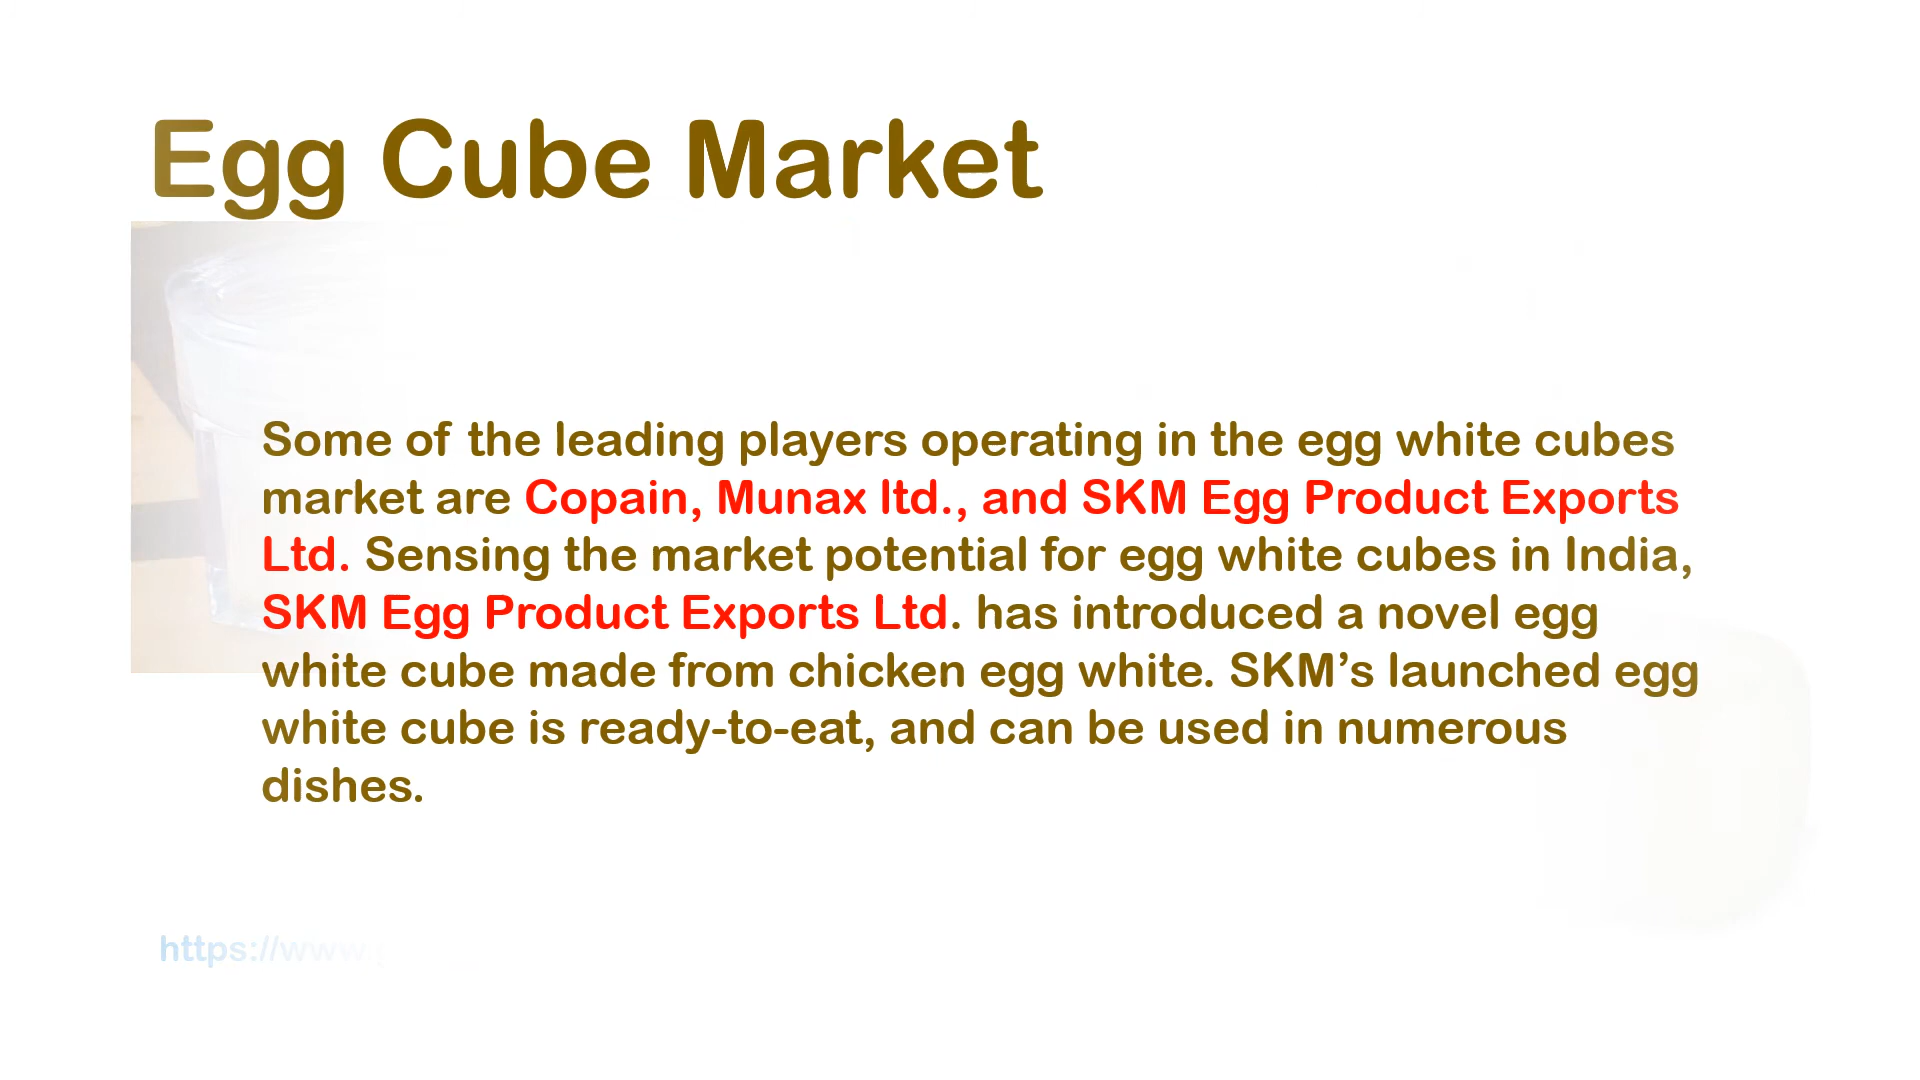 Egg Cube Market
Some of the leading players operating in the egg white cubes
market are Copain, Munax ltd., and SKM Egg Product Exports
Ltd. Sensing the market potential for egg white cubes in India,
SKM Egg Product Exports Ltd. has introduced a novel egg
white cube made from chicken egg white. SKM’s launched egg
white cube is ready-to-eat, and can be used in numerous
dishes.
https://www.